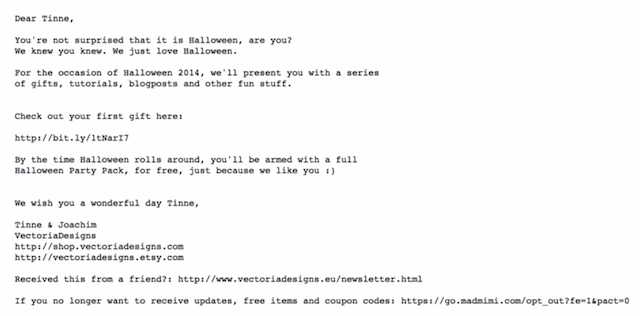 Dear Tinne,
You're not surprised that it is Halloween, are you?
We knew you knew. We just love Halloween.
For the occasion of Halloween 2014, we'll present you with a series
of gifts, tutorials, blogposts and other fun stuff.
Check out your first gift here:
http://bit.ly/1tNarI7
By the time Halloween rolls around, you'll be armed with a full
Halloween Party Pack, for free, just because we like you :)
We wish you a wonderful day Tinne,
Tinne & Joachim
VectoriaDesigns
http://shop.vectoriadesigns.com
http://vectoriadesigns.etsy.com
Received this from a friend?: http://www.vectoriadesigns.eu/newsletter.html
If you no longer want to receive updates, free items and coupon codes: https://go.madmimi.com/opt_out?fe=1&pact=0